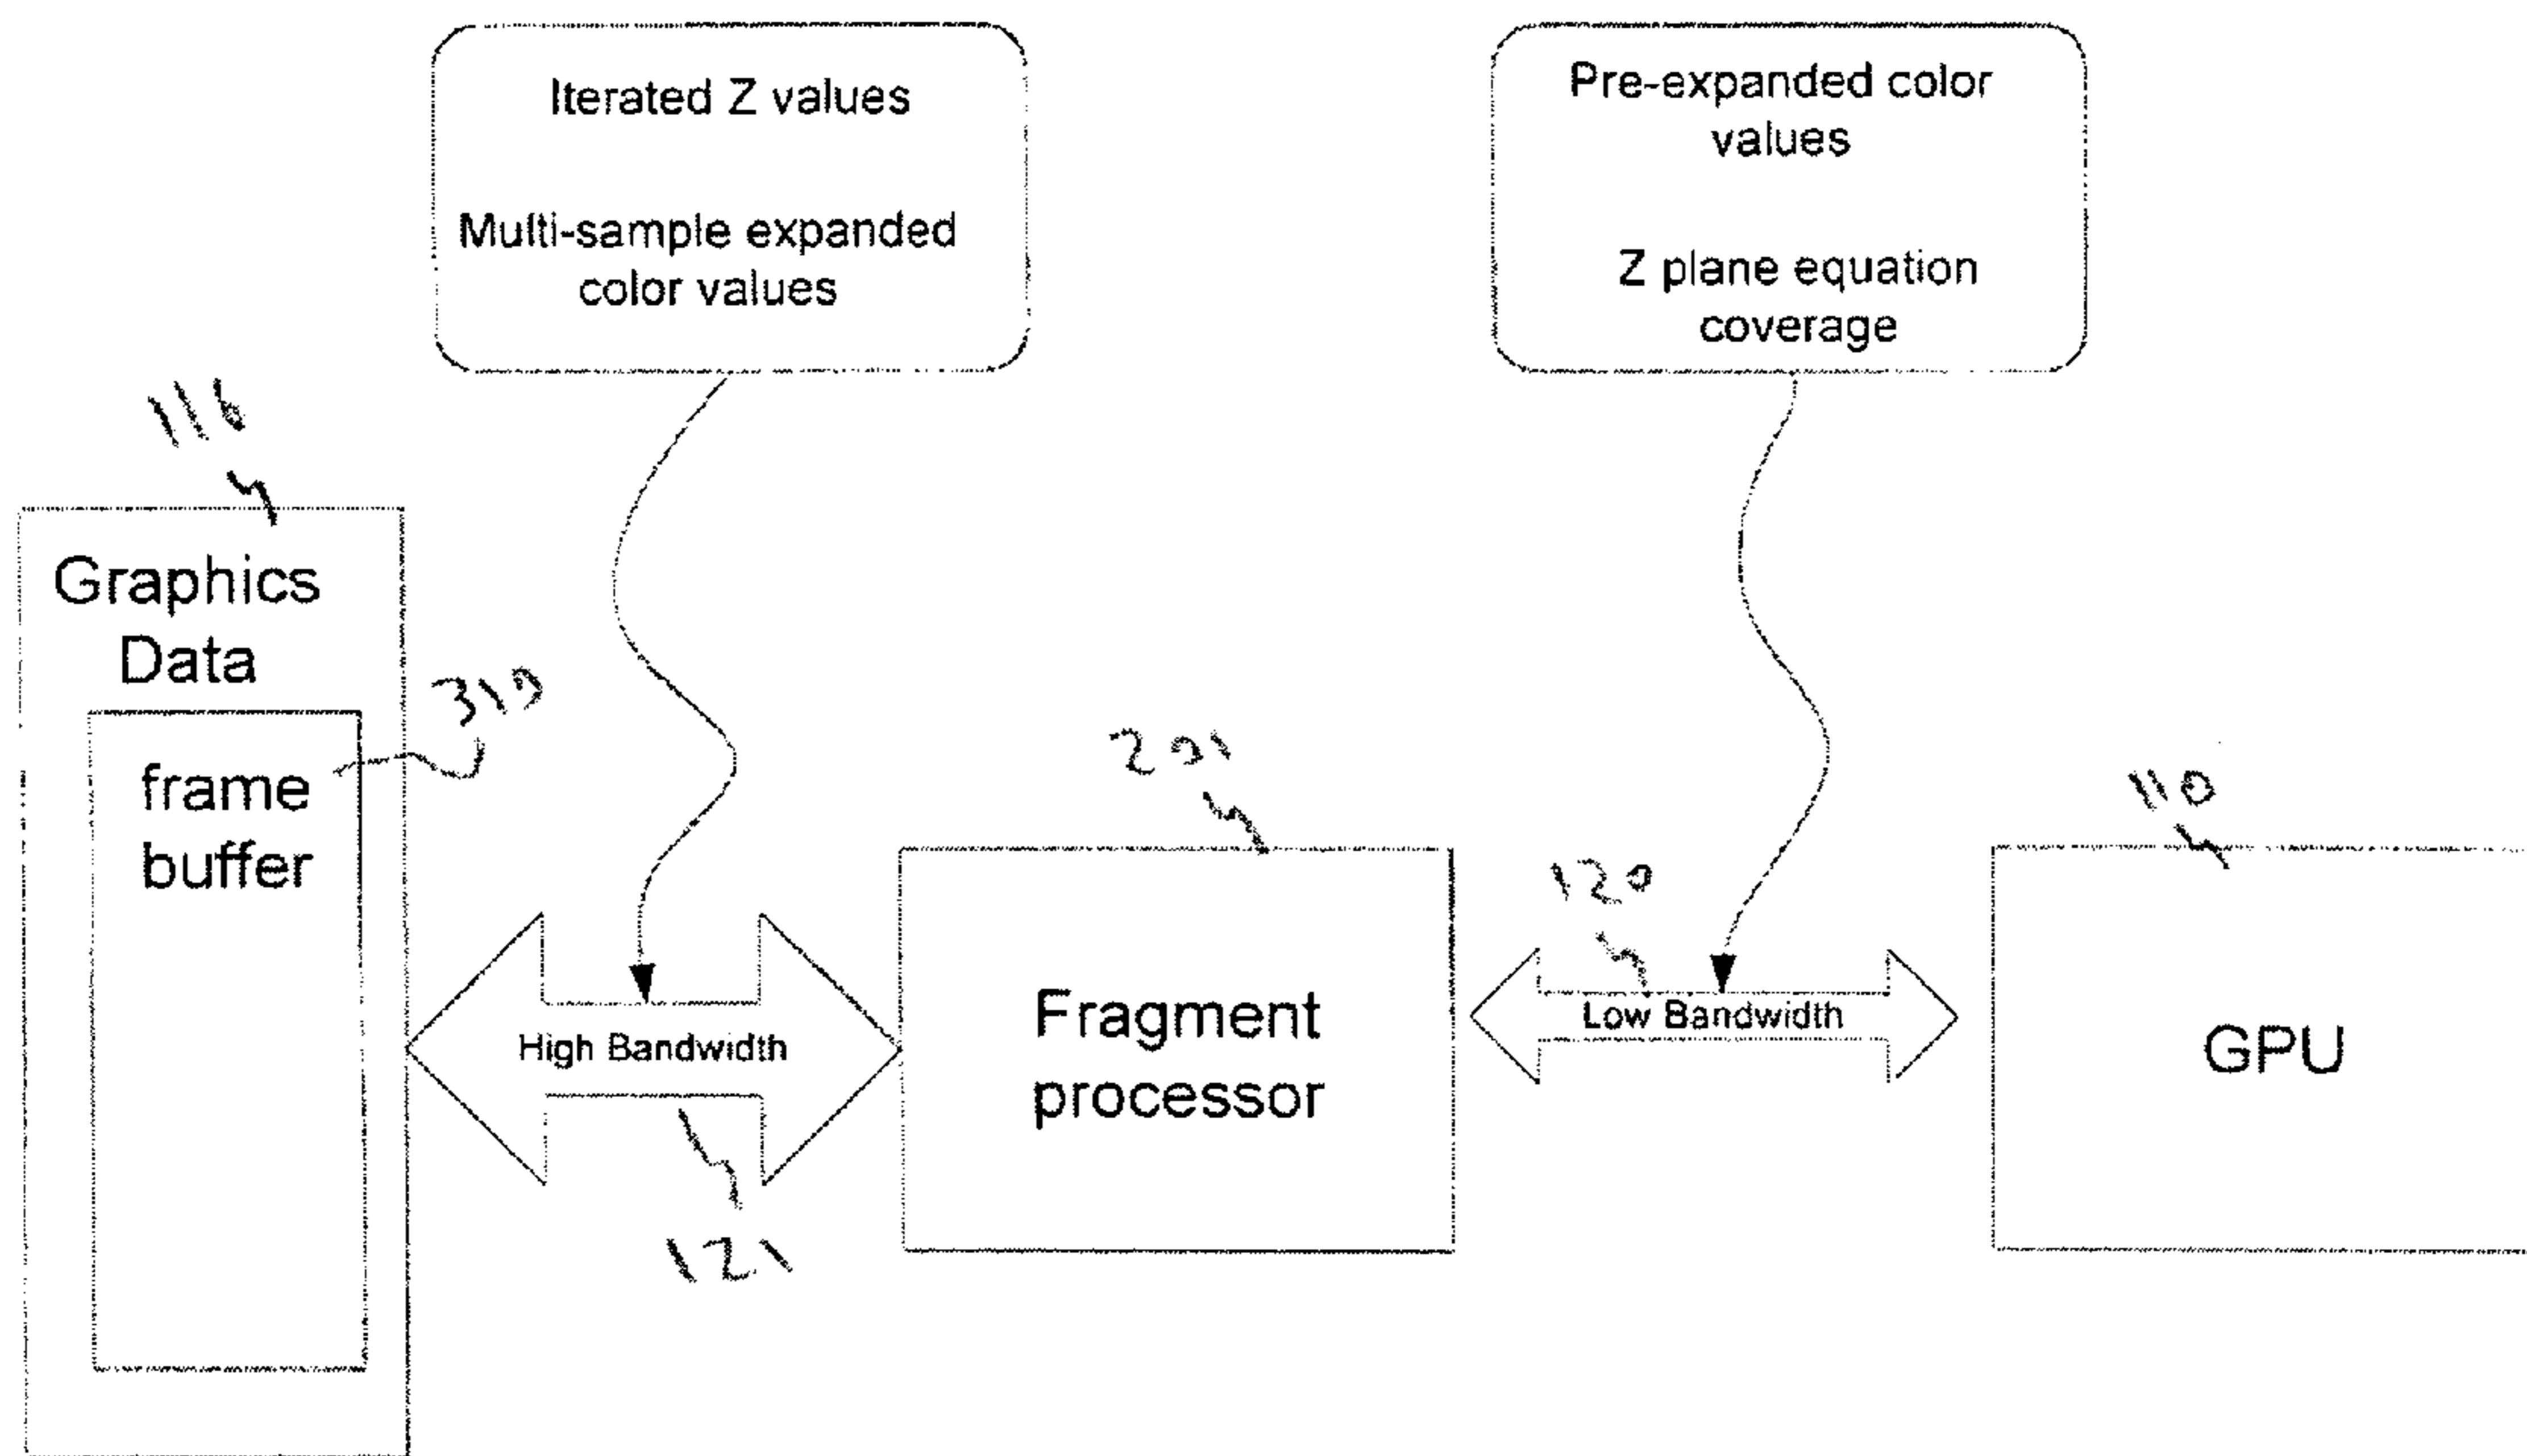 Iterated Z values
Multi-sample expanded
color values
Pre-expanded color
values
Z plane equation
coverage
116
Graphics
Data
310
frame
buffer
High Bandwidth
121
201
Fragment
processor
120
Low Bandwidth
110
GPU